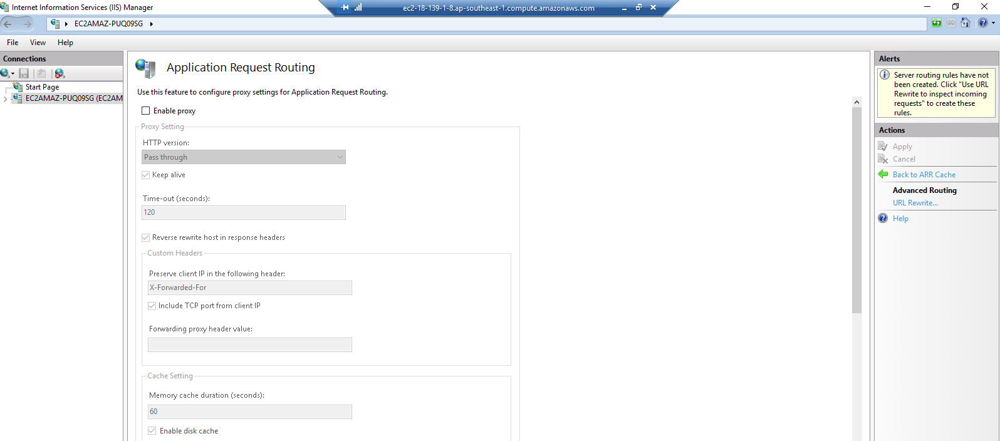 Internet Information Services (IIS) Manager
ec2-18-139-1-8.ap-southeast-1.compute.amazonaws.com
EC2AMAZ-PUQ09SG
File View Help
Connections
Start Page
EC2AMAZ-PUQ09SG (EC2AM
Application Request Routing
Use this feature to configure proxy settings for Application Request Routing.
Enable proxy
Proxy Setting
HTTP version:
Pass through
Keep alive
Time-out (seconds):
120
Reverse rewrite host in response headers
Custom Headers
Preserve client IP in the following header:
X-Forwarded-For
Include TCP port from client IP
Forwarding proxy header value:
Cache Setting
Memory cache duration (seconds):
60
Enable disk cache
Alerts
Server routing rules have not
been created. Click "Use URL
Rewrite to inspect incoming
requests" to create these
rules.
Actions
Apply
Cancel
Back to ARR Cache
Advanced Routing
URL Rewrite...
Help